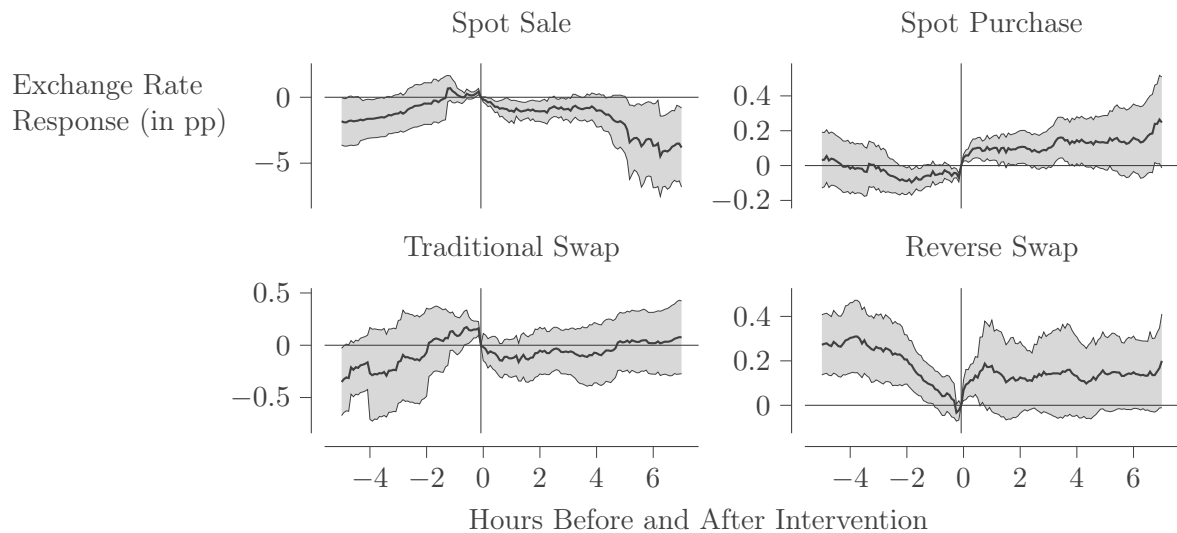 Spot Sale
Spot Purchase
Exchange Rate
Response (in pp)
0
−5
0.4
0.2
0
−0.2
Traditional Swap
Reverse Swap
0.5
0
−0.5
0.4
0.2
0
−4 −2 0 2 4 6
−4 −2 0 2 4 6
Hours Before and After Intervention